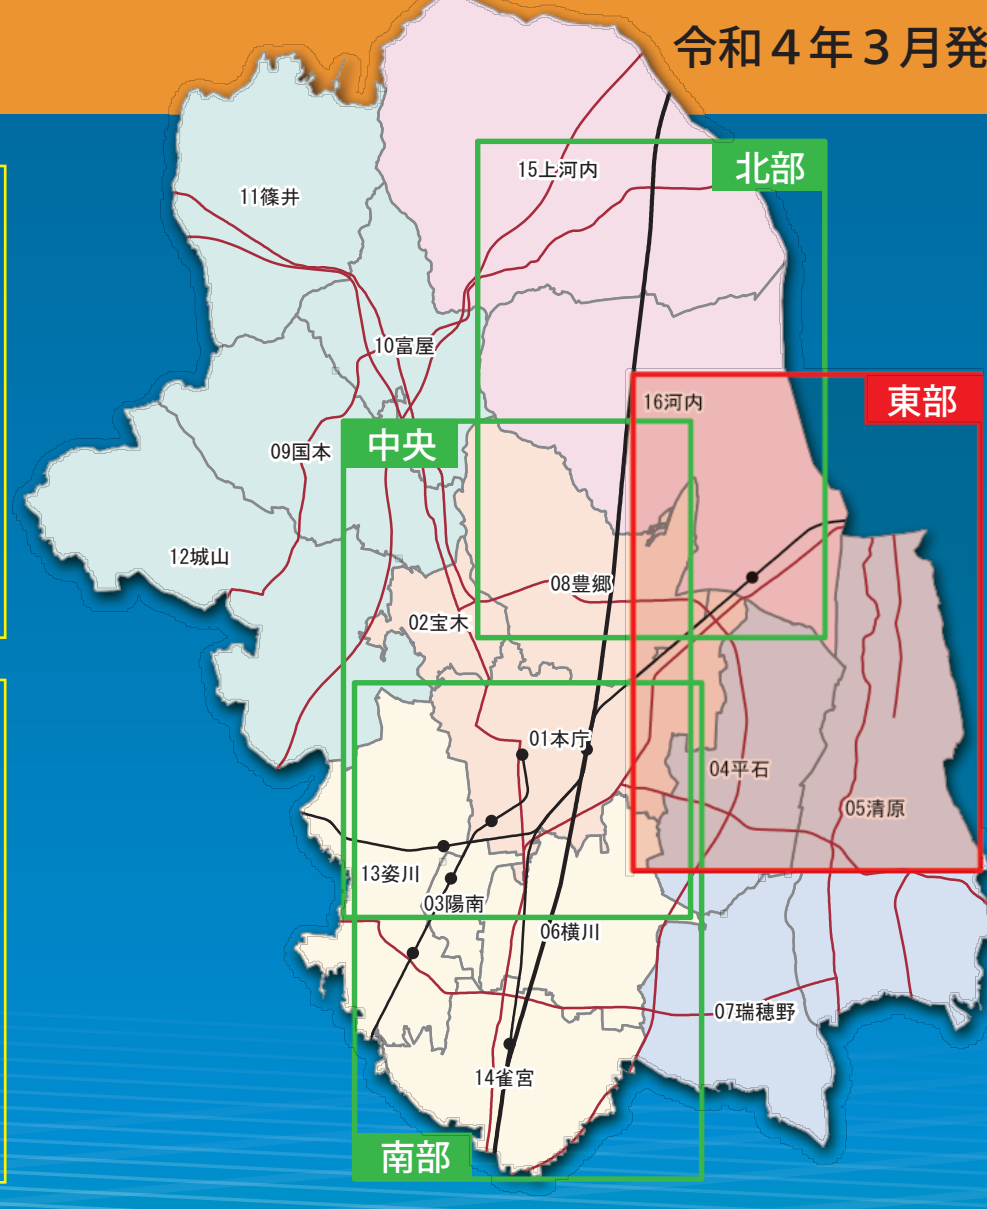 令和４年３月発
北部
15上河内
11篠井
10富屋
東部
16河内
中央
09国本
12城山
08豊郷
02宝木
01本庁
04平石
05清原
13姿川
03陽南
06横川
07瑞穂野
14雀宮
南部